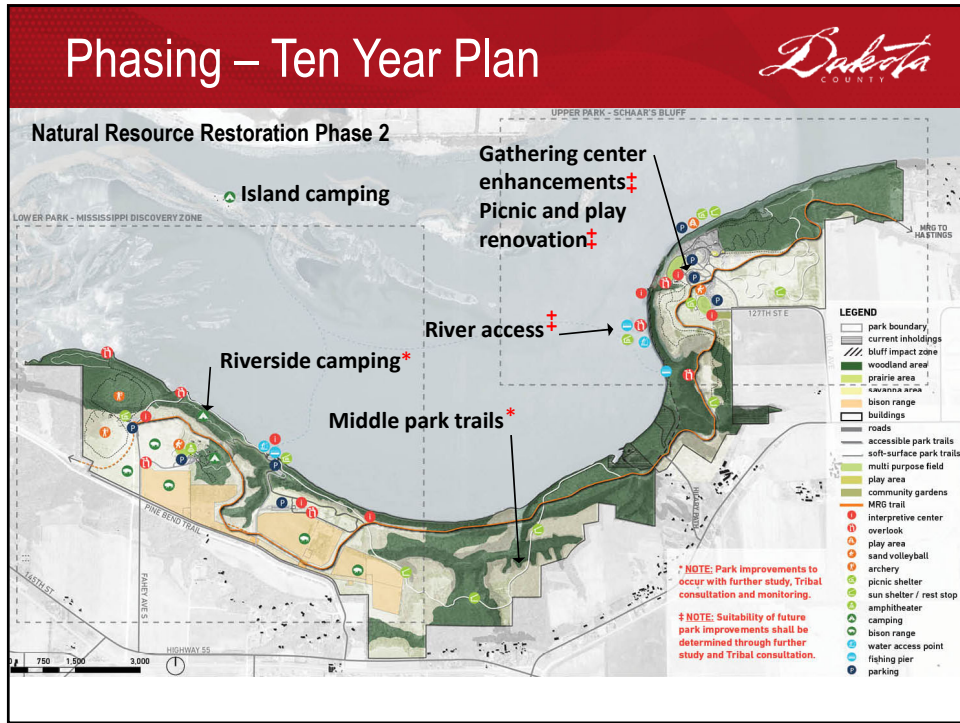 Phasing – Ten Year Plan
Dakota
COUNTY
UPPER PARK - SCHAAR'S BLUFF
Natural Resource Restoration Phase 2
Island camping
LOWER PARK - MISSISSIPPI DISCOVERY ZONE
Gathering center
enhancements‡
Picnic and play
renovation‡
MRG TO
HASTINGS
127TH ST E
River access‡
Riverside camping*
Middle park trails*
HILARY PATH
PINE BEND TRAIL
145TH ST
FAHEY AVE S
HIGHWAY 55
0 750 1,500 3,000
LEGEND
park boundary
current inholdings
bluff impact zone
woodland area
prairie area
savanna area
bison range
buildings
roads
accessible park trails
soft-surface park trails
multi purpose field
play area
community gardens
MRG trail
interpretive center
overlook
play area
sand volleyball
archery
picnic shelter
sun shelter / rest stop
amphitheater
camping
bison range
water access point
fishing pier
parking
* NOTE: Park improvements to
occur with further study, Tribal
consultation and monitoring.
‡ NOTE: Suitability of future
park improvements shall be
determined through further
study and Tribal consultation.